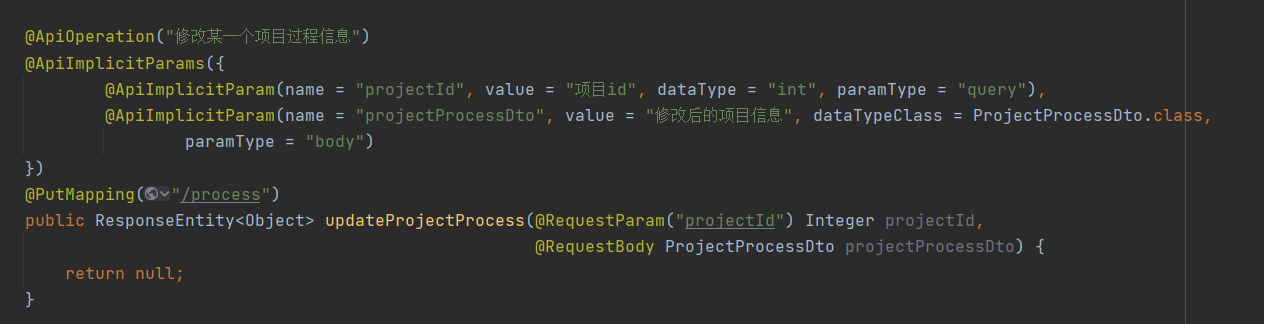 @ApiOperation("修改某一个项目过程信息")
@ApiImplicitParams({
@ApiImplicitParam(name = "projectId", value = "项目id", dataType = "int", paramType = "query"),
@ApiImplicitParam(name = "projectProcessDto", value = "修改后的项目信息", dataTypeClass = ProjectProcessDto.class,
paramType = "body")
})
@PutMapping("/process")
public ResponseEntity<Object> updateProjectProcess(@RequestParam("projectId") Integer projectId,
@RequestBody ProjectProcessDto projectProcessDto) {
return null;
}